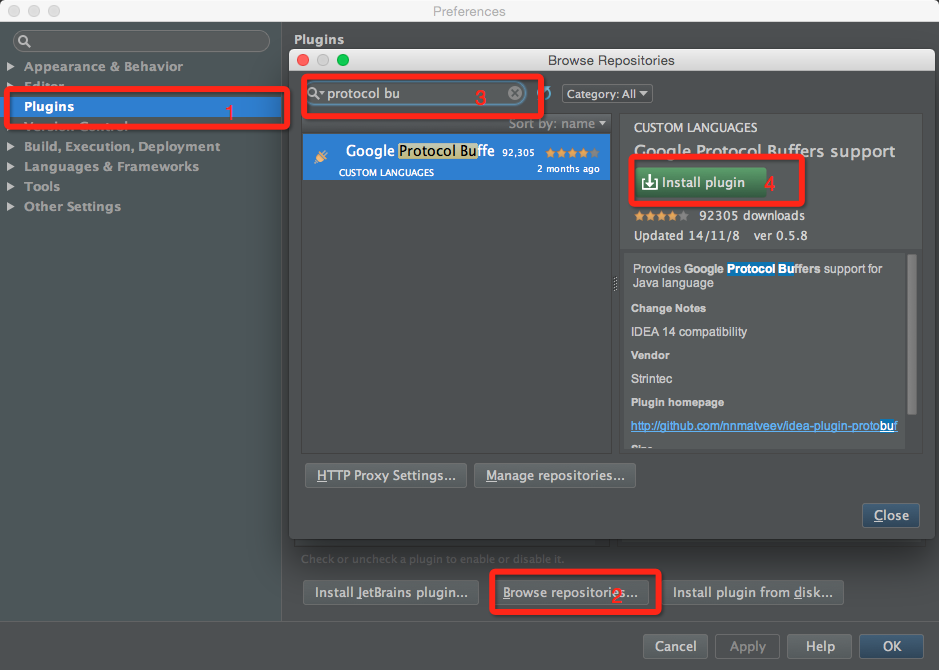 Preferences
Appearance & Behavior
Editor
Plugins
1
Version Control
Build, Execution, Deployment
Languages & Frameworks
Tools
Other Settings
Plugins
Browse Repositories
protocol bu
3
Category: All
Sort by: name
Google Protocol Buffe 92,305
CUSTOM LANGUAGES 2 months ago
CUSTOM LANGUAGES
Google Protocol Buffers support
Install plugin
4
92305 downloads
Updated 14/11/8 ver 0.5.8
Provides Google Protocol Buffers support for
Java language
Change Notes
IDEA 14 compatibility
Vendor
Strintec
Plugin homepage
http://github.com/nnmatveev/idea-plugin-protobuf
Size
HTTP Proxy Settings...
Manage repositories...
Close
Check or uncheck a plugin to enable or disable it.
Install JetBrains plugin...
Browse repositories...
2
Install plugin from disk...
Cancel
Apply
Help
OK